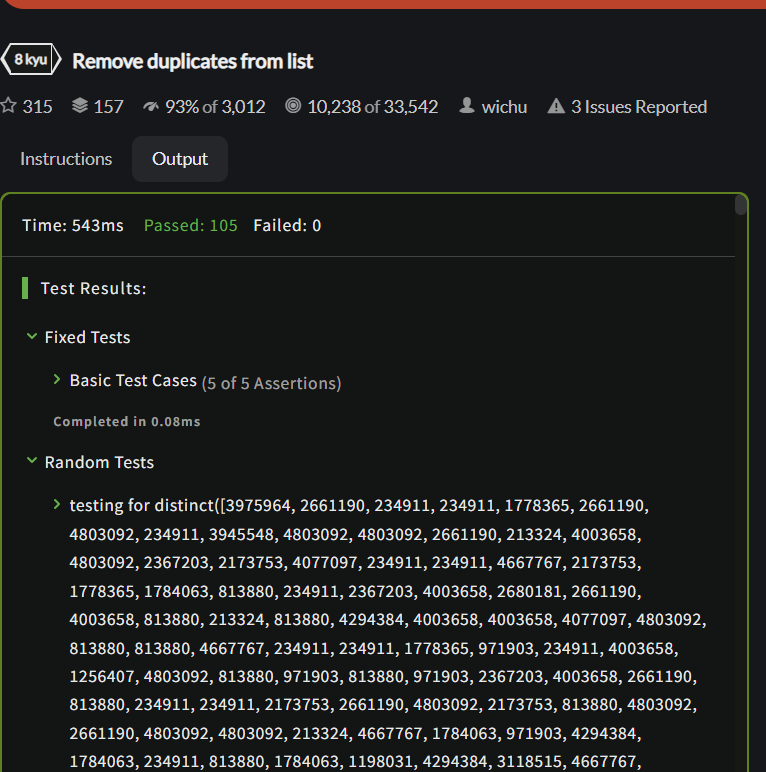 8 kyu Remove duplicates from list
315 157 93% of 3,012 10,238 of 33,542 wichu 3 Issues Reported
Instructions Output
Time: 543ms Passed: 105 Failed: 0
Test Results:
Fixed Tests
Basic Test Cases (5 of 5 Assertions)
Completed in 0.08ms
Random Tests
testing for distinct([3975964, 2661190, 234911, 234911, 1778365, 2661190,
4803092, 234911, 3945548, 4803092, 4803092, 2661190, 213324, 4003658,
4803092, 2367203, 2173753, 4077097, 234911, 234911, 4667767, 2173753,
1778365, 1784063, 813880, 234911, 2367203, 4003658, 2680181, 2661190,
4003658, 813880, 213324, 813880, 4294384, 4003658, 4003658, 4077097, 4803092,
813880, 813880, 4667767, 234911, 234911, 1778365, 971903, 234911, 4003658,
1256407, 4803092, 813880, 971903, 813880, 971903, 2367203, 4003658, 2661190,
813880, 234911, 234911, 2173753, 2661190, 4803092, 2173753, 813880, 4803092,
2661190, 4803092, 4803092, 213324, 4667767, 1784063, 971903, 4294384,
1784063, 234911, 813880, 1784063, 1198031, 4294384, 3118515, 4667767,